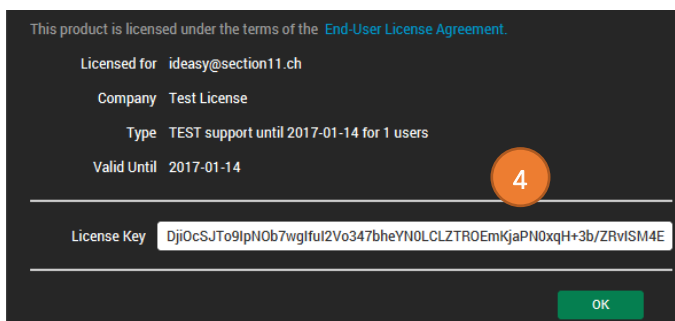 This product is licensed under the terms of the End-User License Agreement.
Licensed for ideasy@section11.ch
Company Test License
Type TEST support until 2017-01-14 for 1 users
Valid Until 2017-01-14
4
License Key DjiOcSJTo9IpNOb7wgIfuI2Vo347bheYN0LCLZTROEmKjaPN0xqH+3b/ZRvISM4E
OK